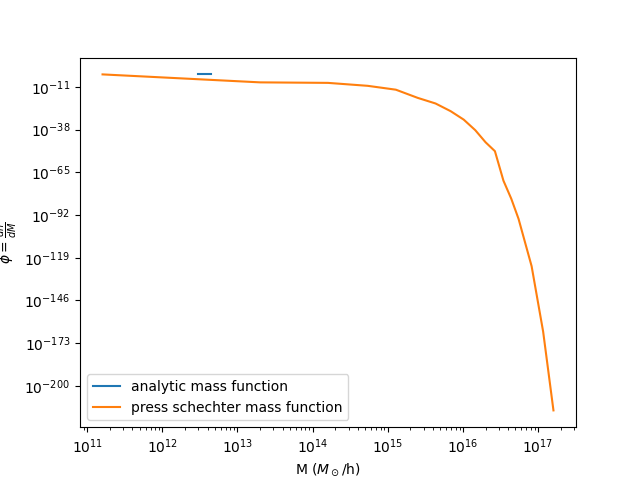 10^-11
10^-38
10^-65
10^-92
10^-119
10^-146
10^-173
10^-200
ϕ = dn/dM
analytic mass function
press schechter mass function
10^11 10^12 10^13 10^14 10^15 10^16 10^17
M (M_⊙/h)